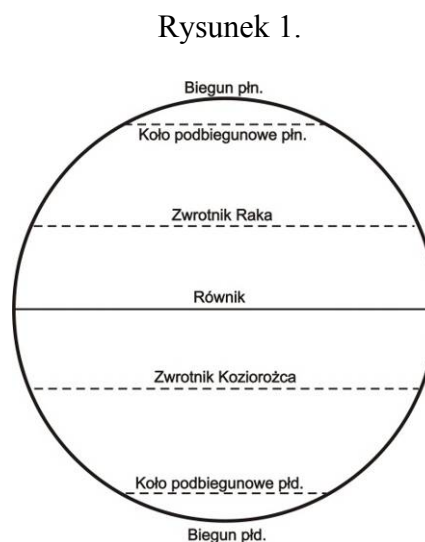 Rysunek 1.
Biegun płn.
Koło podbiegunowe płn.
Zwrotnik Raka
Równik
Zwrotnik Koziorożca
Koło podbiegunowe płd.
Biegun płd.